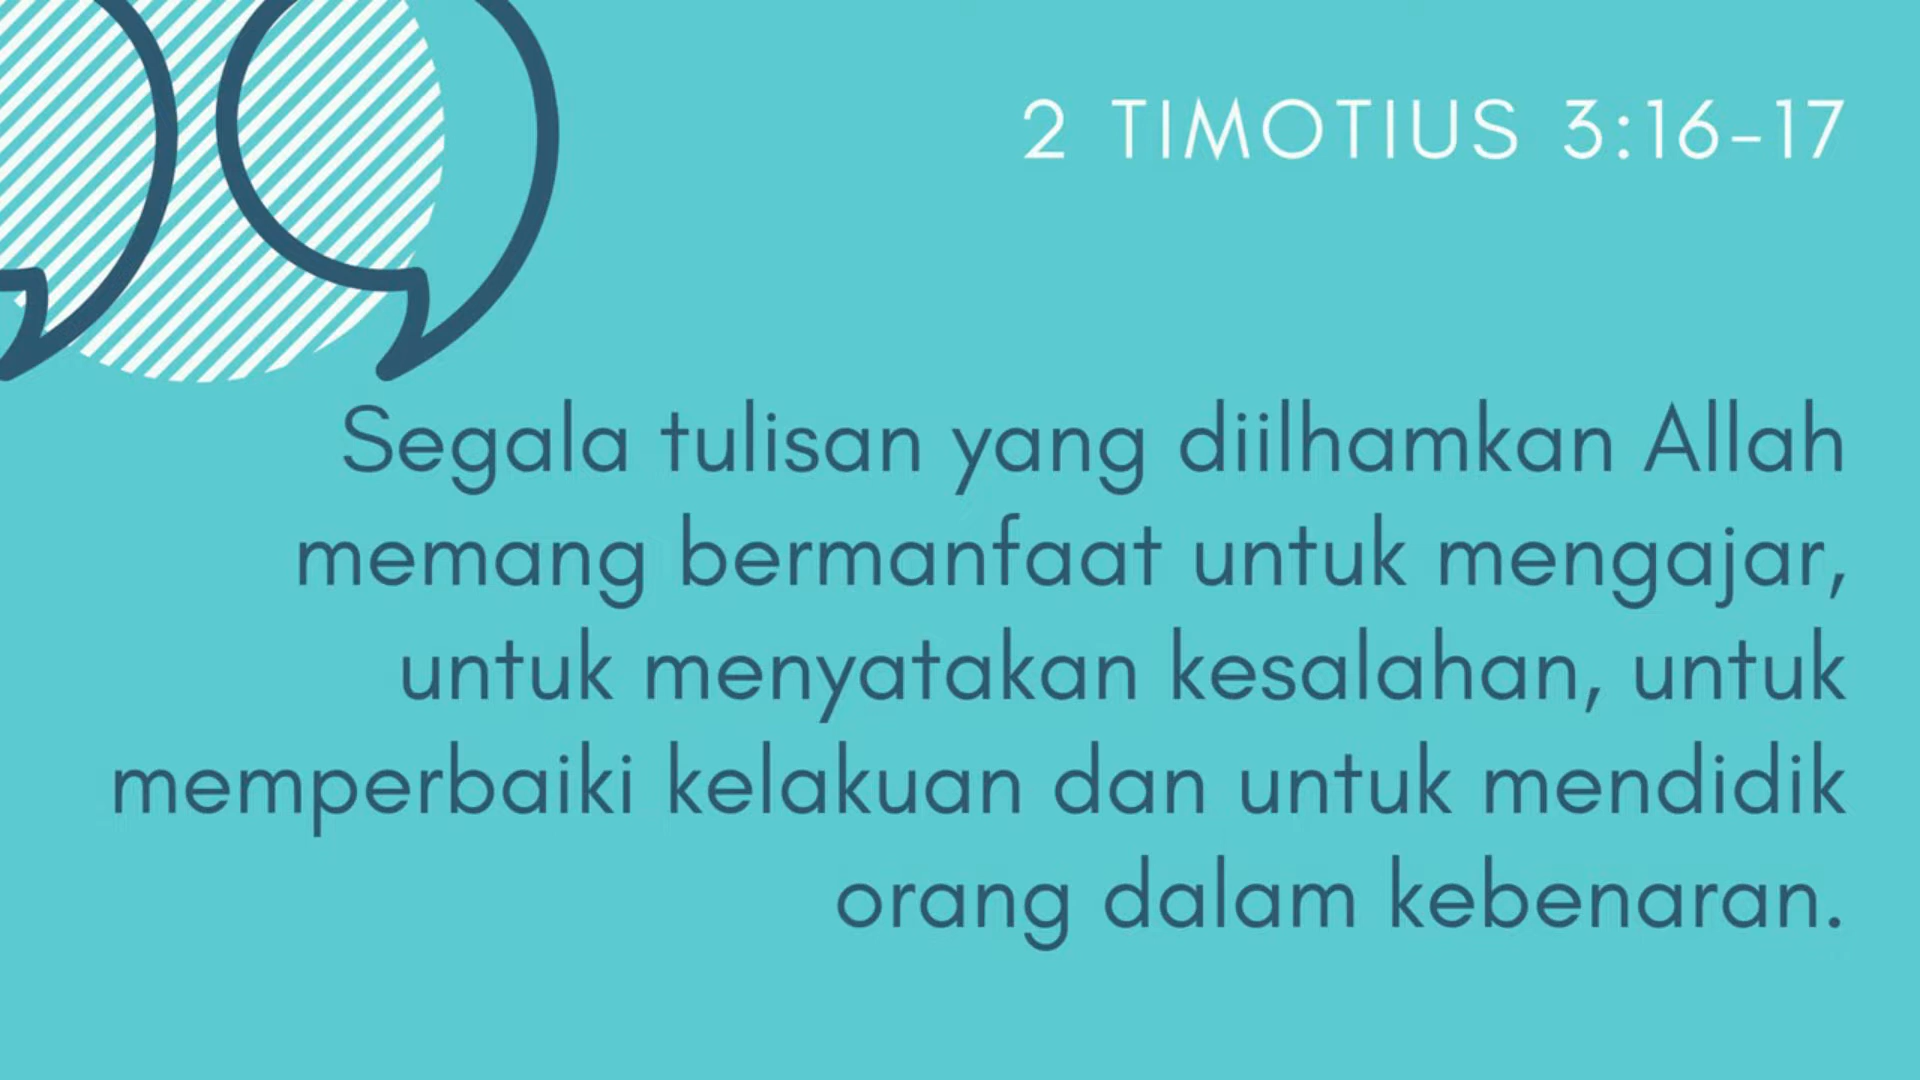 2 TIMOTIUS 3:16-17
Segala tulisan yang diilhamkan Allah
memang bermanfaat untuk mengajar,
untuk menyatakan kesalahan, untuk
memperbaiki kelakuan dan untuk mendidik
orang dalam kebenaran.